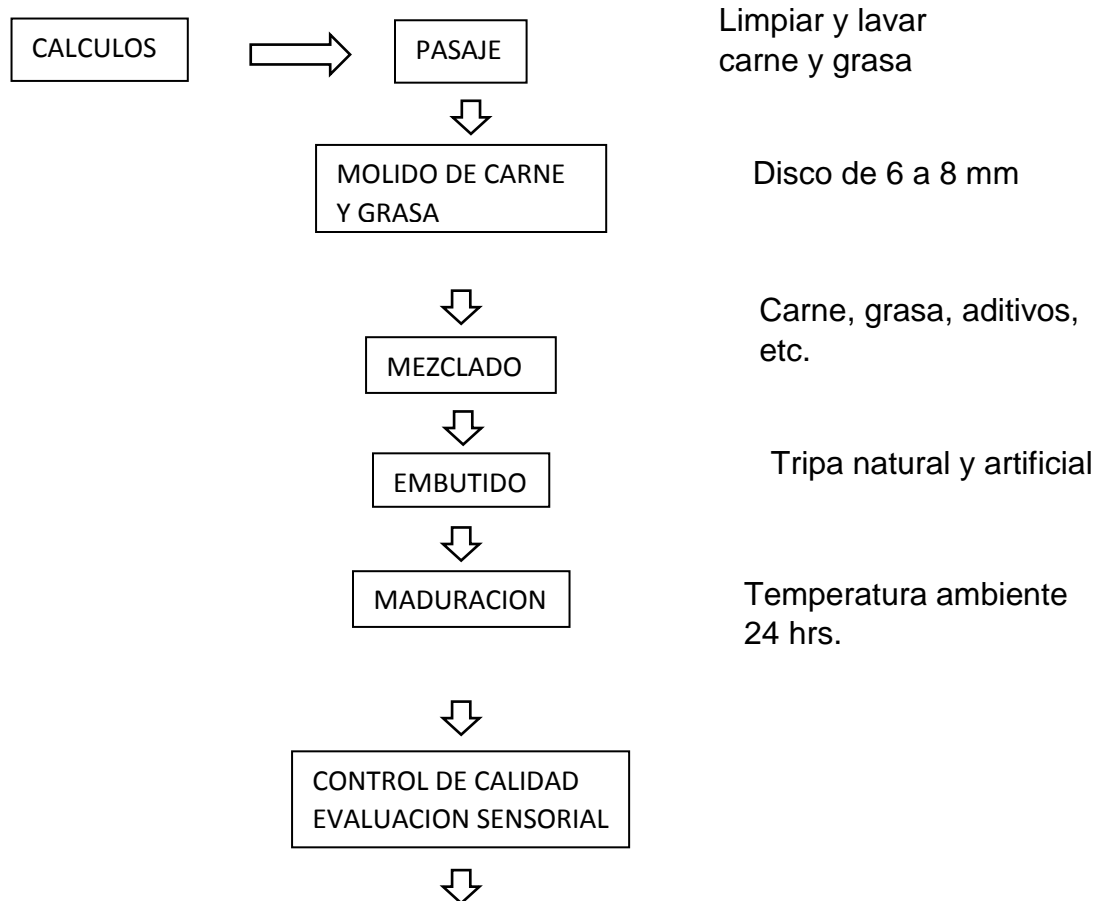 CALCULOS
PASAJE
Limpiar y lavar
carne y grasa
MOLIDO DE CARNE
Y GRASA
Disco de 6 a 8 mm
Carne, grasa, aditivos,
etc.
MEZCLADO
EMBUTIDO
Tripa natural y artificial
MADURACION
Temperatura ambiente
24 hrs.
CONTROL DE CALIDAD
EVALUACION SENSORIAL